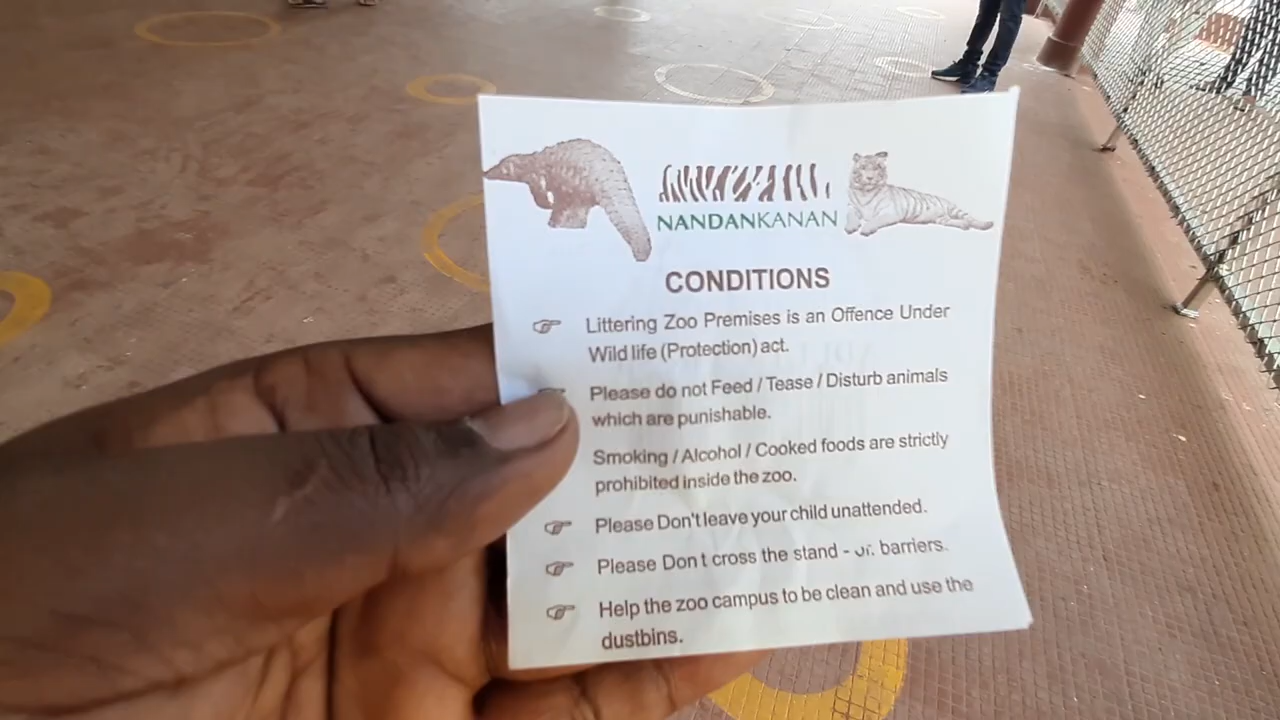 NANDANKANAN
CONDITIONS
Littering Zoo Premises is an Offence Under
Wild life (Protection) act.
Please do not Feed / Tease / Disturb animals
which are punishable.
Smoking / Alcohol / Cooked foods are strictly
prohibited inside the zoo.
Please Don't leave your child unattended.
Please Don t cross the stand - barriers.
Help the zoo campus to be clean and use the
dustbins.